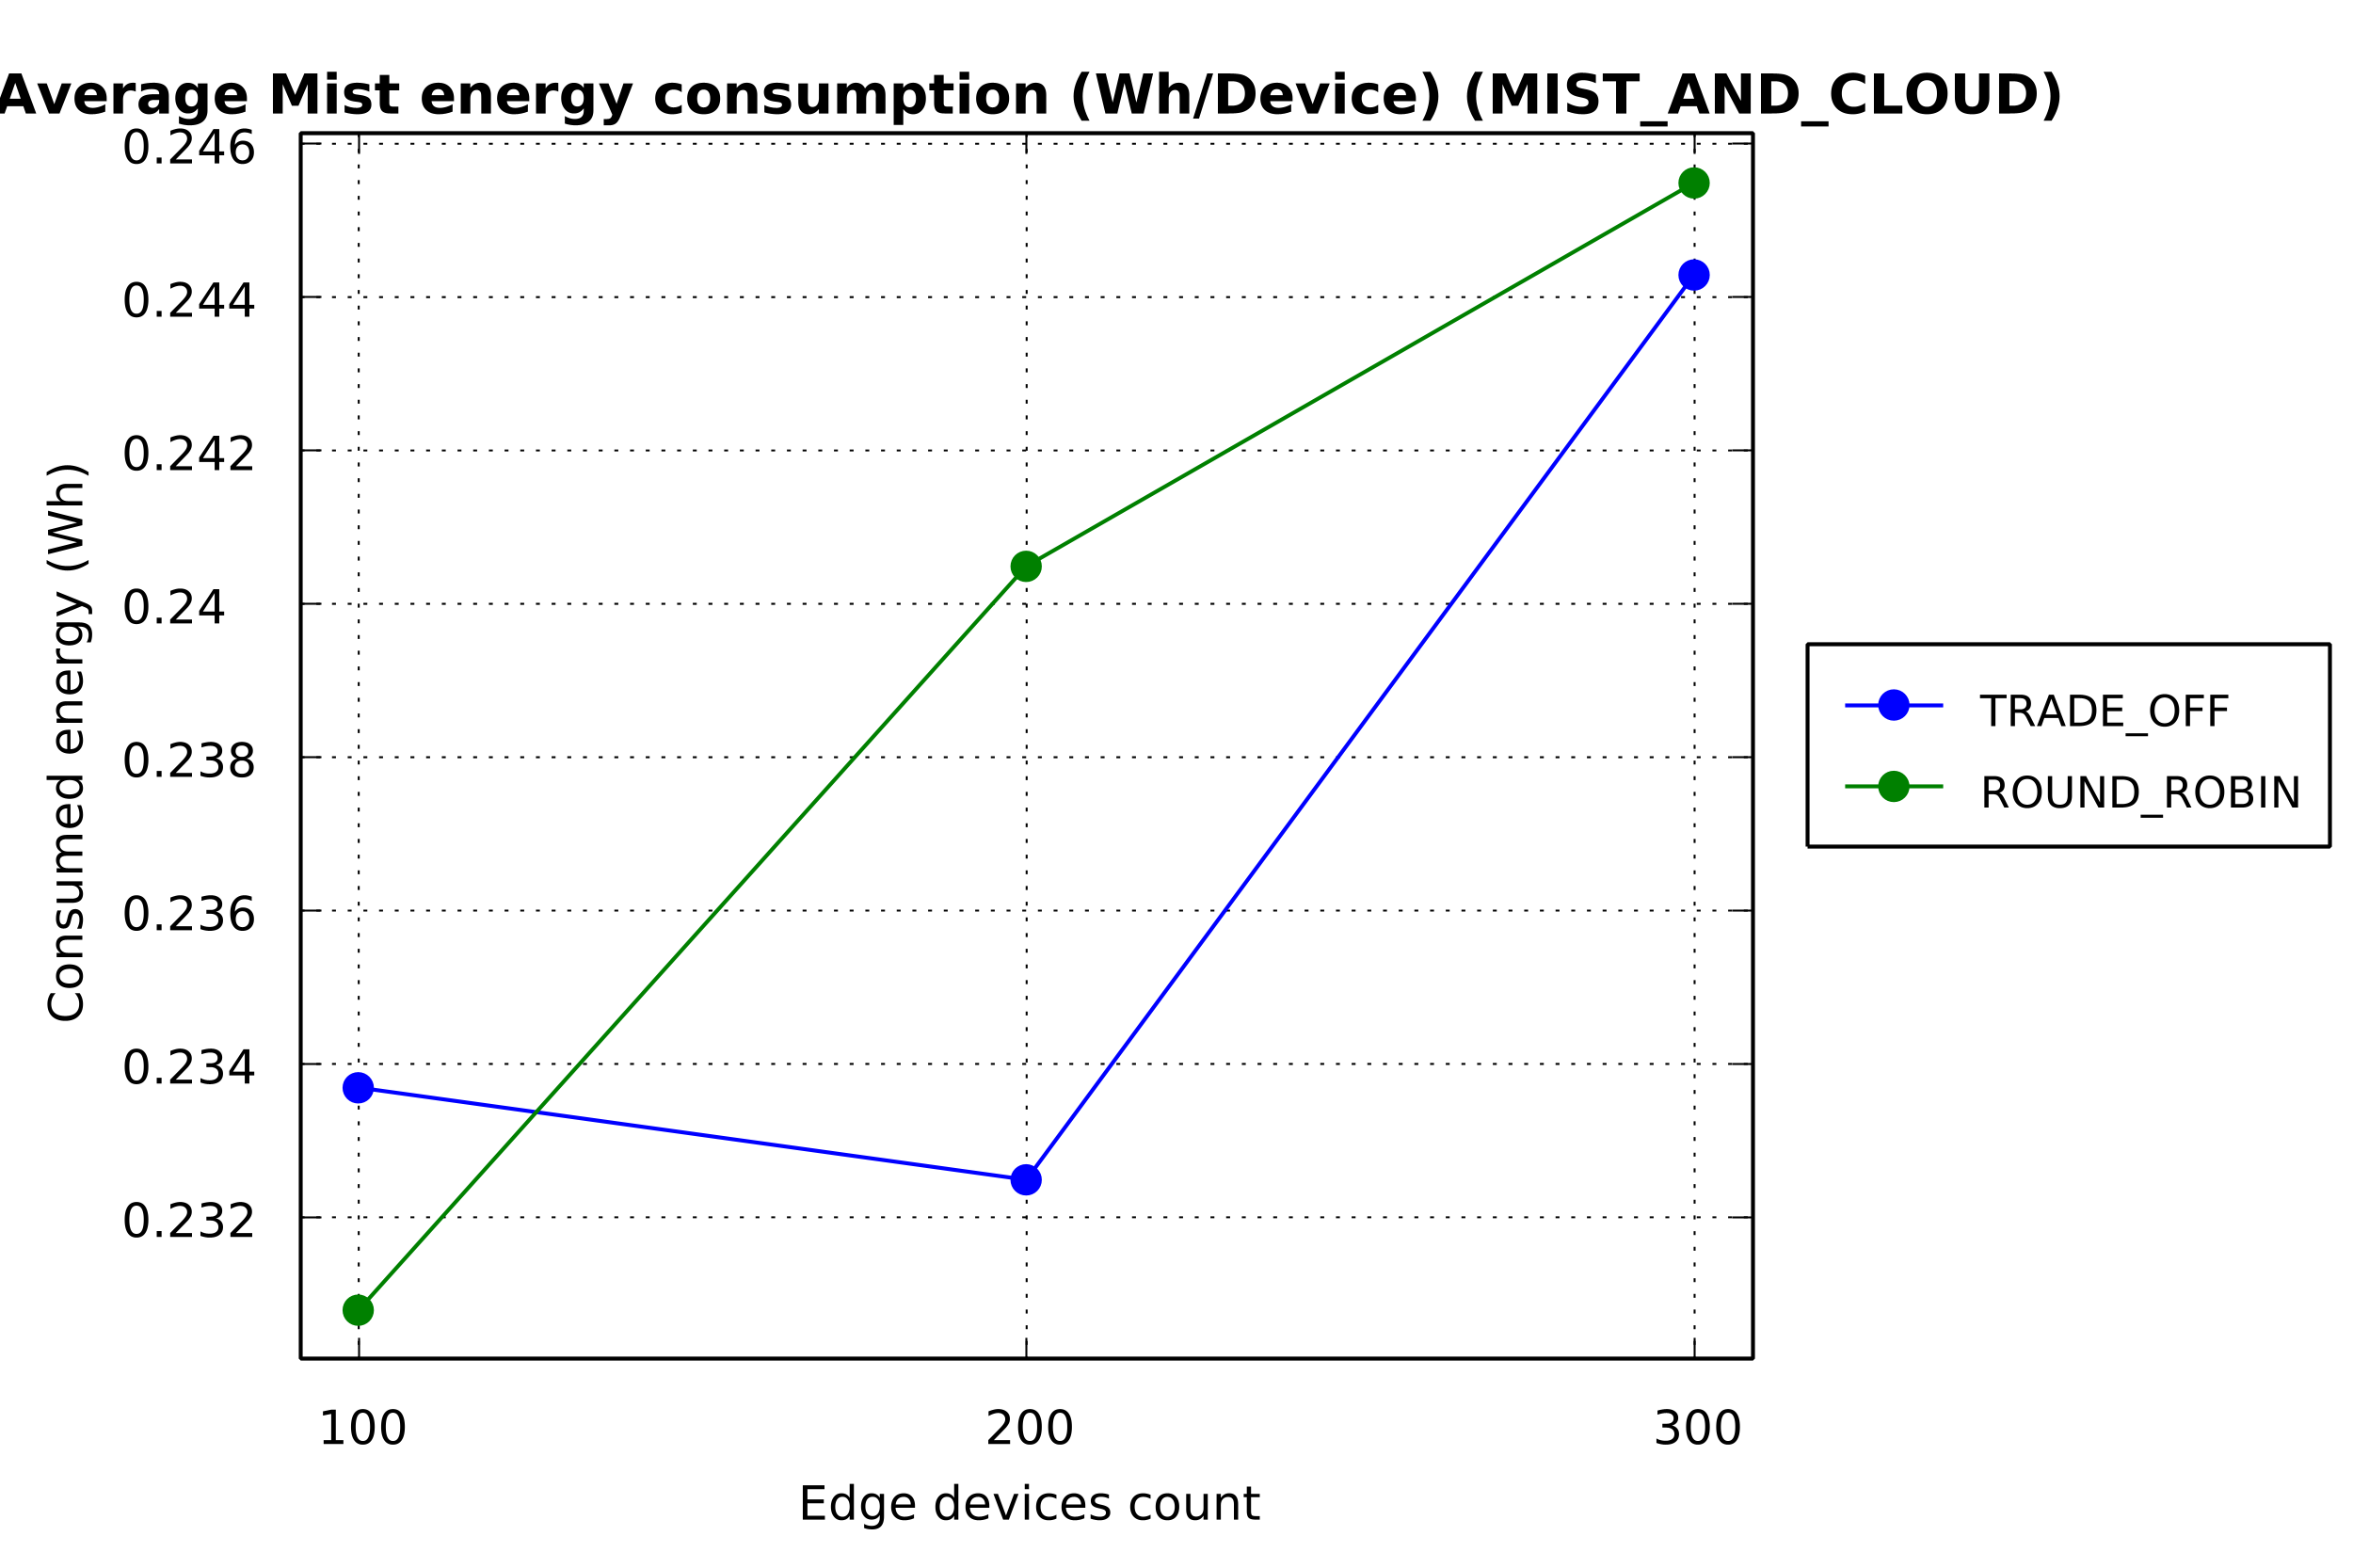 Average Mist energy consumption (Wh/Device) (MIST_AND_CLOUD)
0.246
0.244
0.242
0.24
0.238
0.236
0.234
0.232
Consumed energy (Wh)
100 200 300
Edge devices count
TRADE_OFF
ROUND_ROBIN